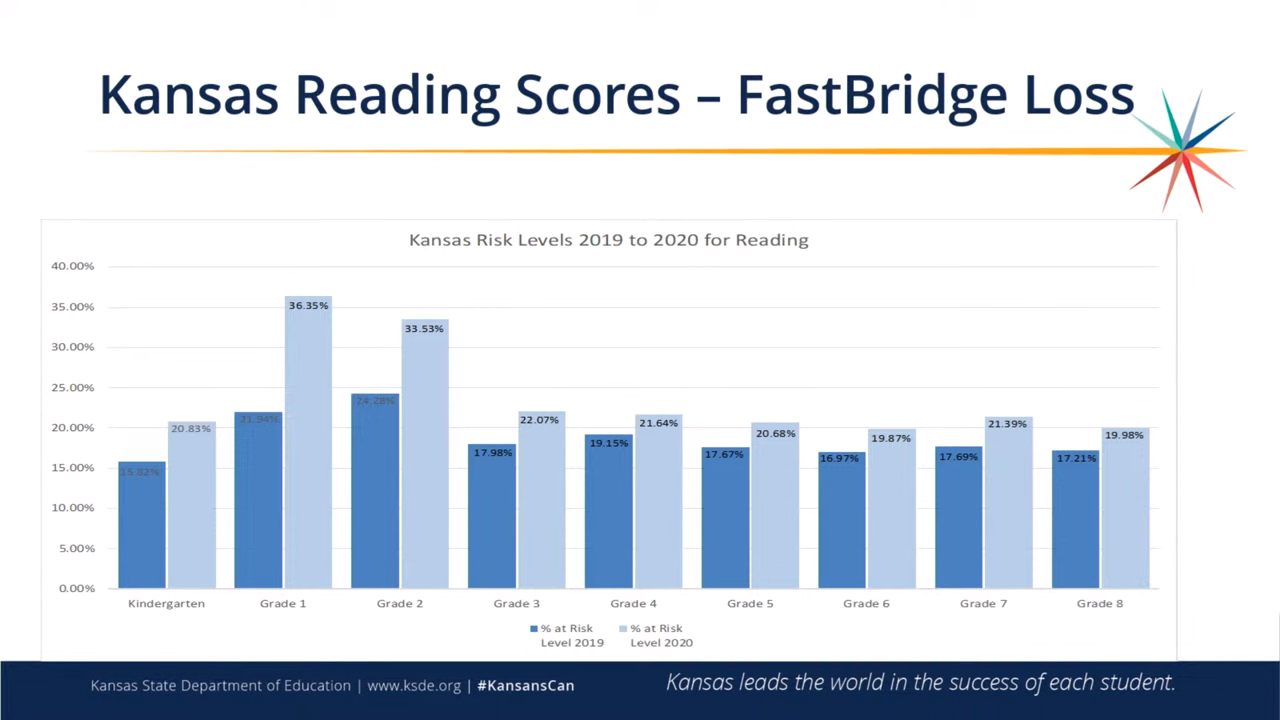 Kansas Reading Scores – FastBridge Loss
Kansas Risk Levels 2019 to 2020 for Reading
40.00%
35.00%
30.00%
25.00%
20.00%
15.00%
10.00%
5.00%
0.00%
15.82% 20.83% 21.94% 36.35% 24.28% 33.53% 17.98% 22.07% 19.15% 21.64% 17.67% 20.68% 16.97% 19.87% 17.69% 21.39% 17.21% 19.98%
Kindergarten Grade 1 Grade 2 Grade 3 Grade 4 Grade 5 Grade 6 Grade 7 Grade 8
% at Risk Level 2019
% at Risk Level 2020
Kansas State Department of Education | www.ksde.org | #KansansCan
Kansas leads the world in the success of each student.